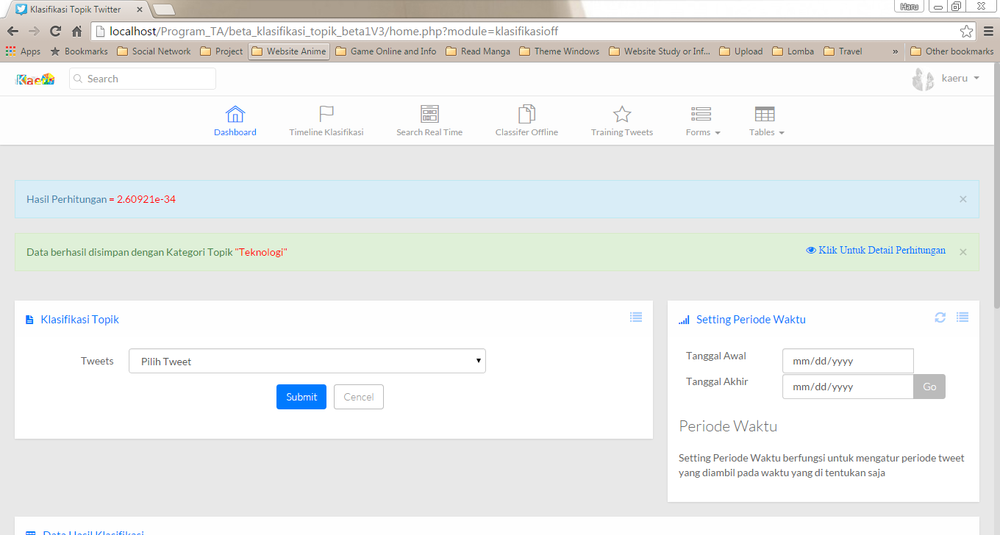 Klasifikasi Topik Twitter
Haru
localhost/Program_TA/beta_klasifikasi_topik_beta1V3/home.php?module=klasifikasioff
Apps Bookmarks Social Network Project Website Anime Game Online and Info Read Manga Theme Windows Website Study or Inf... Upload Lomba Travel » Other bookmarks
Search kaeru
Dashboard Timeline Klasifikasi Search Real Time Classifer Offline Training Tweets Forms Tables
Hasil Perhitungan = 2.60921e-34 ×
Data berhasil disimpan dengan Kategori Topik "Teknologi" Klik Untuk Detail Perhitungan ×
Klasifikasi Topik
Tweets Pilih Tweet
Submit Cencel
Setting Periode Waktu
Tanggal Awal mm/dd/yyyy
Tanggal Akhir mm/dd/yyyy Go
Periode Waktu
Setting Periode Waktu berfungsi untuk mengatur periode tweet
yang diambil pada waktu yang di tentukan saja
Data Hasil Klasifikasi